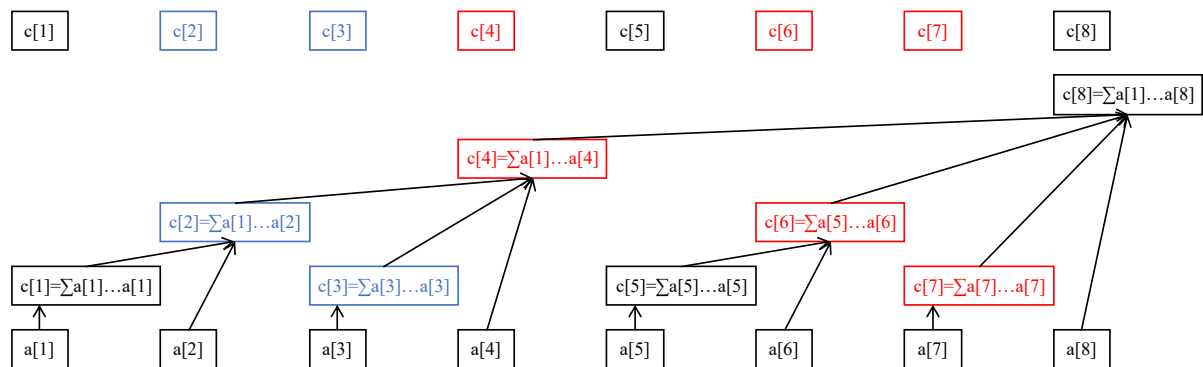 c[1] c[2] c[3] c[4] c[5] c[6] c[7] c[8]
c[8]=∑a[1]…a[8]
c[4]=∑a[1]…a[4]
c[2]=∑a[1]…a[2] c[6]=∑a[5]…a[6]
c[1]=∑a[1]…a[1] c[3]=∑a[3]…a[3] c[5]=∑a[5]…a[5] c[7]=∑a[7]…a[7]
a[1] a[2] a[3] a[4] a[5] a[6] a[7] a[8]